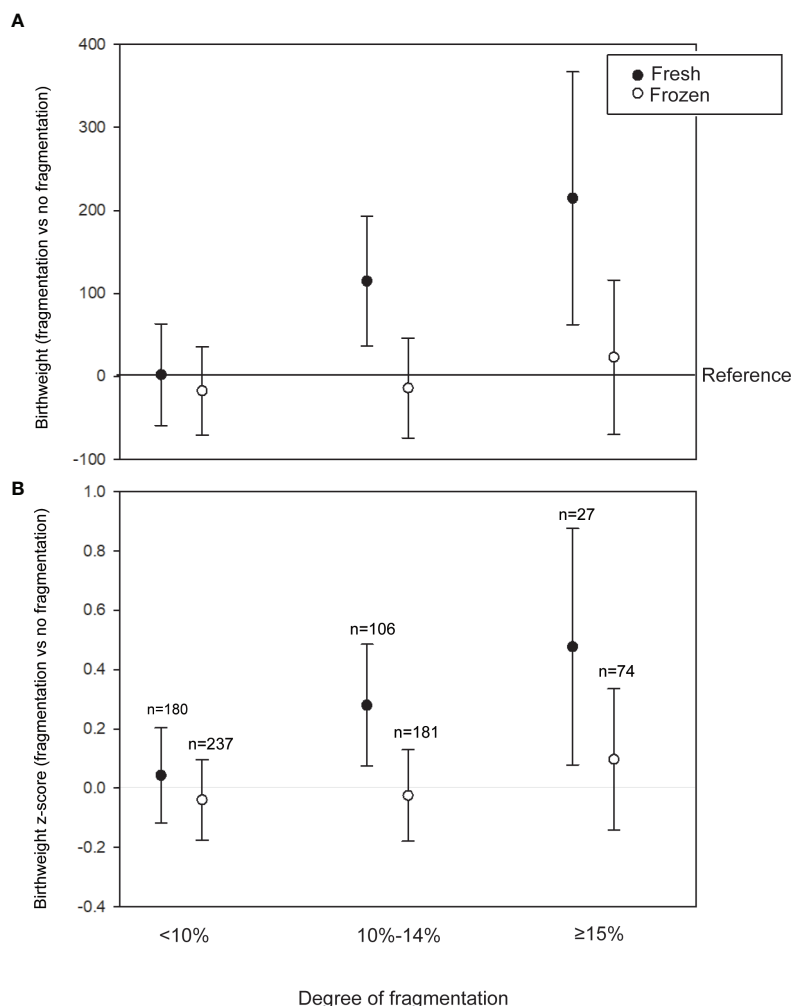 A
Birthweight (fragmentation vs no fragmentation)
400
300
200
100
0
-100
Fresh
Frozen
Reference
B
Birthweight z-score (fragmentation vs no fragmentation)
1.0
0.8
0.6
0.4
0.2
0.0
-0.2
-0.4
n=180
n=237
n=106
n=181
n=27
n=74
<10%
10%-14%
≥15%
Degree of fragmentation